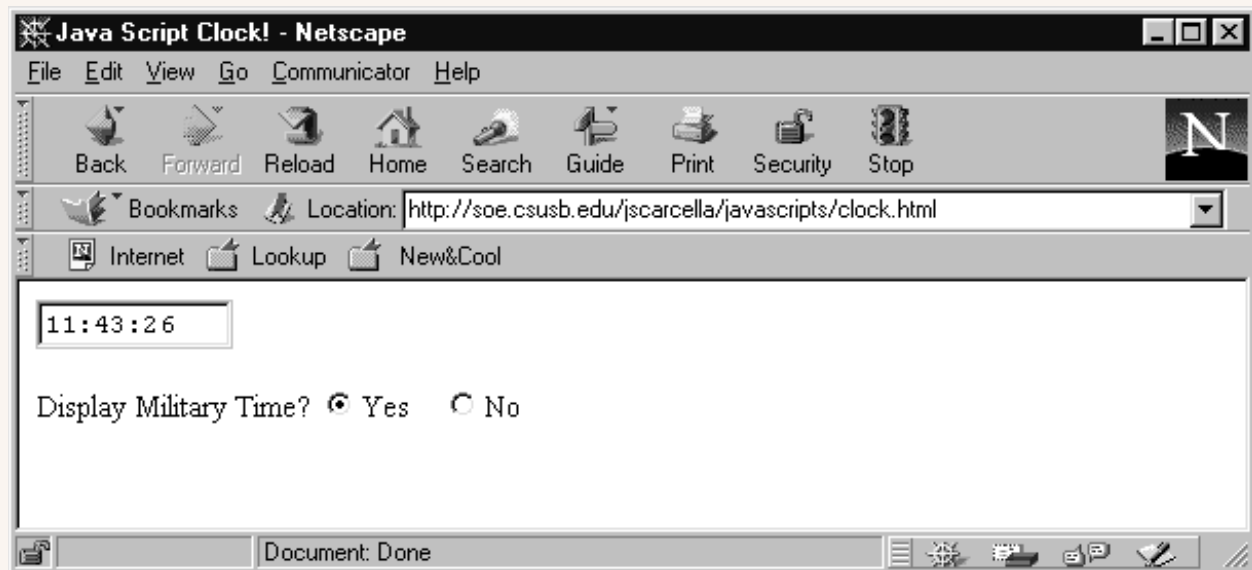 Java Script Clock! - Netscape
File Edit View Go Communicator Help
N
Back Forward Reload Home Search Guide Print Security Stop
Bookmarks Location: http://soe.csusb.edu/jscarcella/javascripts/clock.html
N Internet Lookup New&Cool
11:43:26
Display Military Time? Yes No
Document: Done